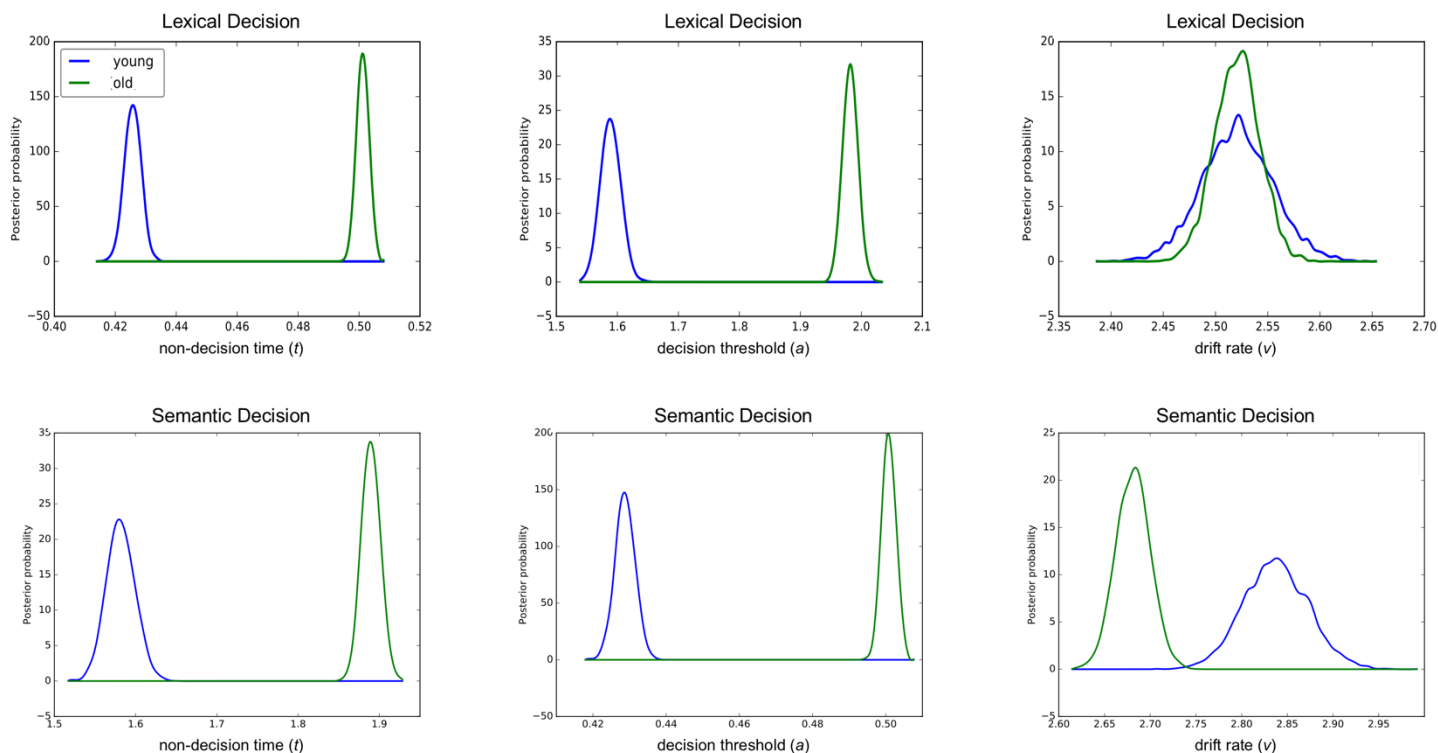 Lexical Decision
200
150
100
50
0
−50
0.40 0.42 0.44 0.46 0.48 0.50 0.52
Posterior probability
young
old
non-decision time (t)
Lexical Decision
35
30
25
20
15
10
5
0
−5
1.5 1.6 1.7 1.8 1.9 2.0 2.1
Posterior probability
decision threshold (a)
Lexical Decision
20
15
10
5
0
−5
2.35 2.40 2.45 2.50 2.55 2.60 2.65 2.70
Posterior probability
drift rate (v)
Semantic Decision
35
30
25
20
15
10
5
0
−5
1.5 1.6 1.7 1.8 1.9
Posterior probability
non-decision time (t)
Semantic Decision
200
150
100
50
0
−50
0.42 0.44 0.46 0.48 0.50
Posterior probability
decision threshold (a)
Semantic Decision
25
20
15
10
5
0
−5
2.60 2.65 2.70 2.75 2.80 2.85 2.90 2.95
Posterior probability
drift rate (v)